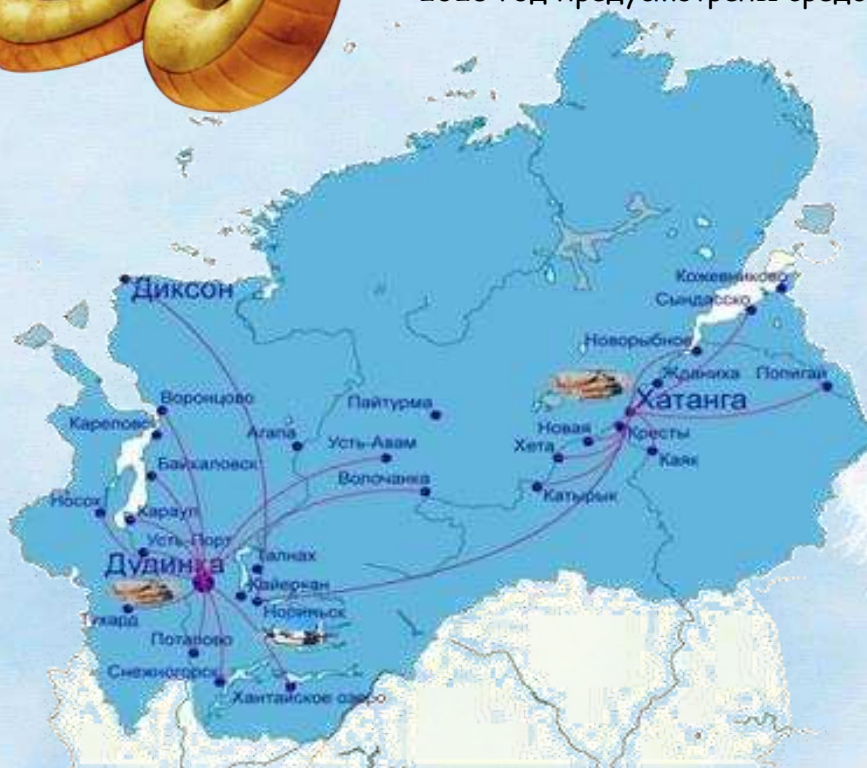 Кожевниково
Сындасско
Диксон
Новорыбное
Жданиха
Попигай
Хатанга
Воронцово
Пайтурма
Кареповск
Агапа
Усть-Авам
Новая
Кресты
Хета
Каяк
Байкаловск
Волочанка
Катырык
Носок
Караул
Усть-Порт
Талнах
Дудинка
Кайеркан
Норильск
Тухард
Потапово
Снежногорск
Хантайское озеро